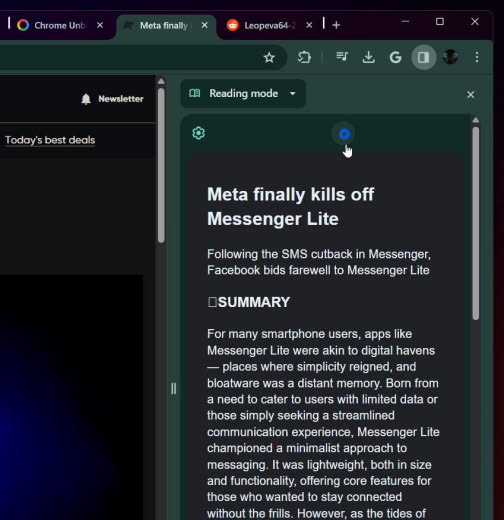 Chrome Unb
Meta finally
Leopeva64-2
Newsletter
Today's best deals
Reading mode
Meta finally kills off
Messenger Lite
Following the SMS cutback in Messenger,
Facebook bids farewell to Messenger Lite
SUMMARY
For many smartphone users, apps like
Messenger Lite were akin to digital havens
— places where simplicity reigned, and
bloatware was a distant memory. Born from
a need to cater to users with limited data or
those simply seeking a streamlined
communication experience, Messenger Lite
championed a minimalist approach to
messaging. It was lightweight, both in size
and functionality, offering core features for
those who wanted to stay connected
without the frills. However, as the tides of